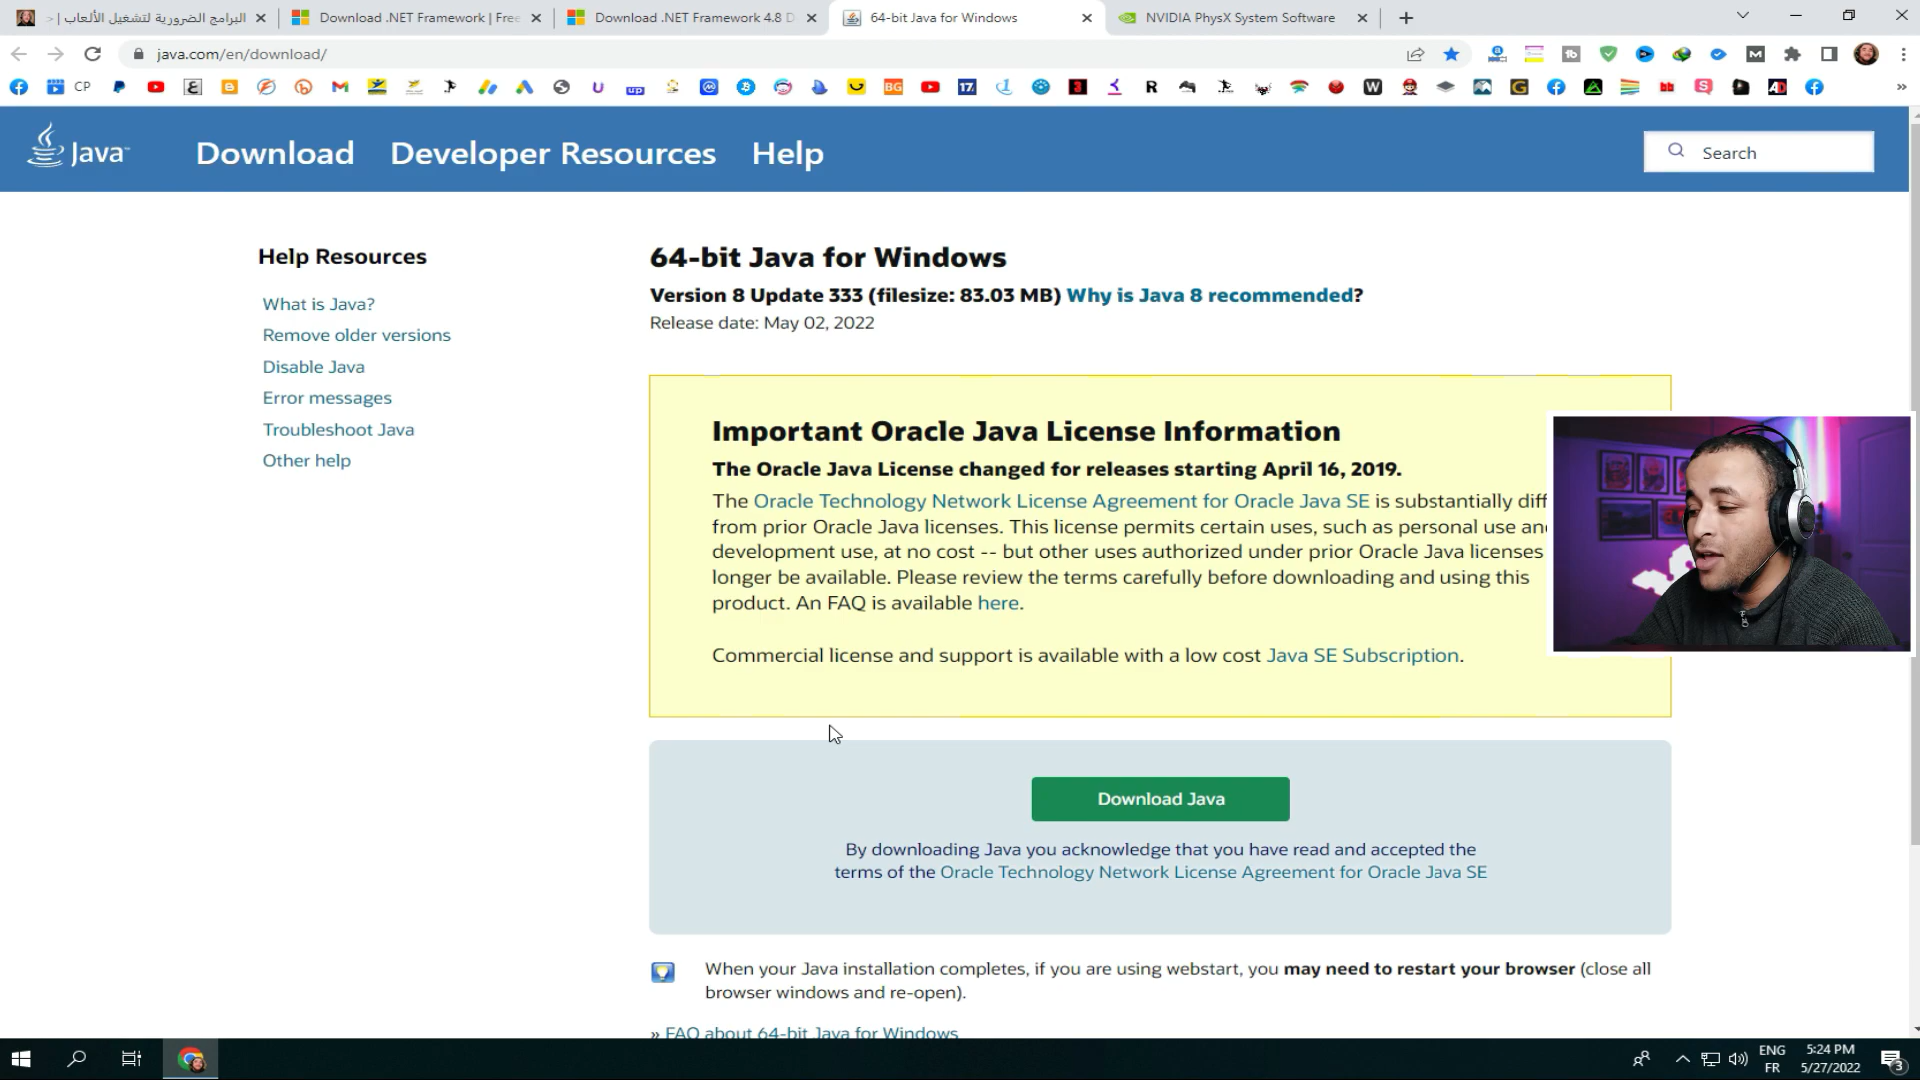 البرامج الضرورية لتشغيل الألعاب | >
Download .NET Framework | Free
Download .NET Framework 4.8 D
64-bit Java for Windows
NVIDIA PhysX System Software
java.com/en/download/
CP
Java
Download
Developer Resources
Help
Search
Help Resources
What is Java?
Remove older versions
Disable Java
Error messages
Troubleshoot Java
Other help
64-bit Java for Windows
Version 8 Update 333 (filesize: 83.03 MB) Why is Java 8 recommended?
Release date: May 02, 2022
Important Oracle Java License Information
The Oracle Java License changed for releases starting April 16, 2019.
The Oracle Technology Network License Agreement for Oracle Java SE is substantially diff
from prior Oracle Java licenses. This license permits certain uses, such as personal use and
development use, at no cost -- but other uses authorized under prior Oracle Java licenses
longer be available. Please review the terms carefully before downloading and using this
product. An FAQ is available here.
Commercial license and support is available with a low cost Java SE Subscription.
Download Java
By downloading Java you acknowledge that you have read and accepted the
terms of the Oracle Technology Network License Agreement for Oracle Java SE
When your Java installation completes, if you are using webstart, you may need to restart your browser (close all
browser windows and re-open).
» FAQ about 64-bit Java for Windows
ENG
FR
5:24 PM
5/27/2022
3